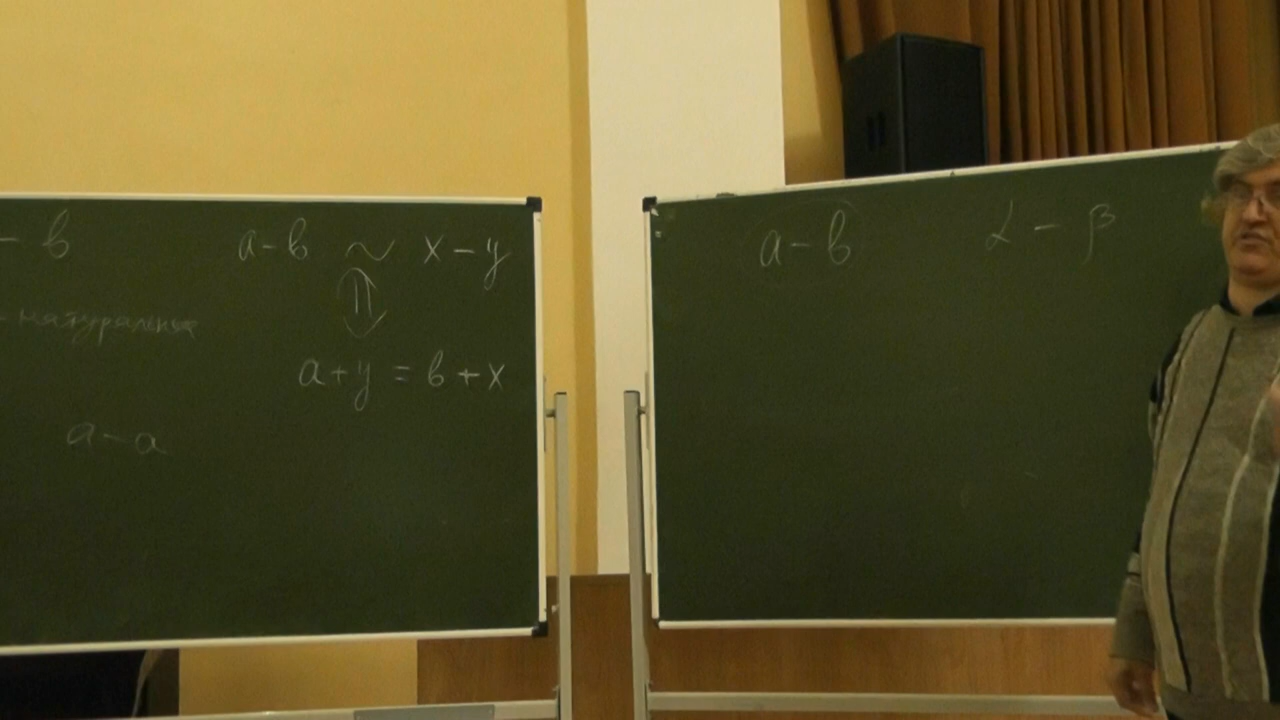 - в
- натуральные
a - a
a - в ~ x - y
⇕
a + y = в + x
a - в
α - β